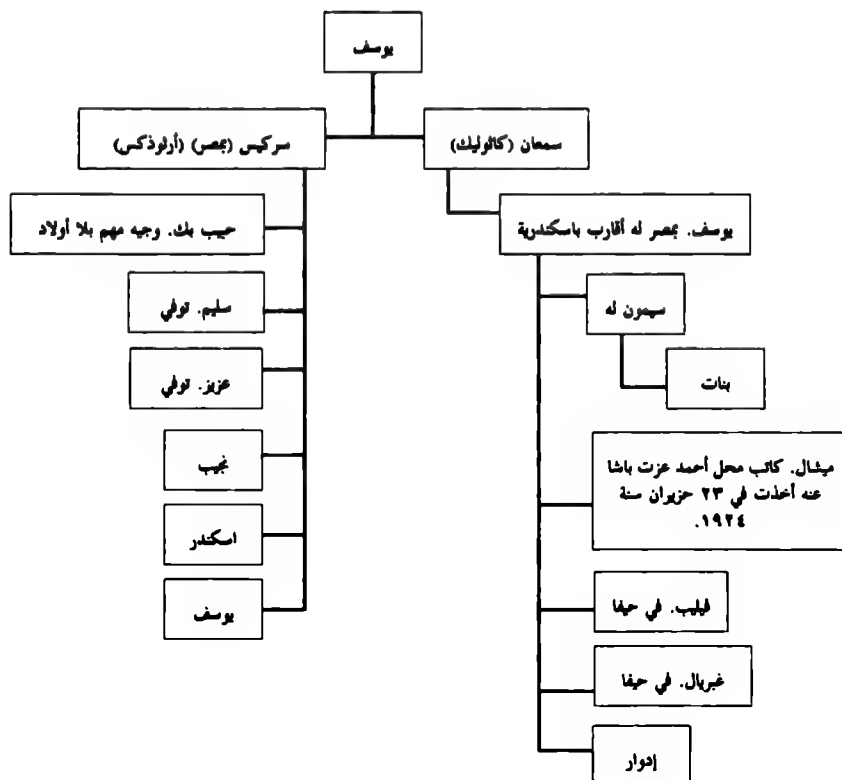 يوسف
سمعان (كاثوليك)
سركيس (بمصر) (أرثوذكس)
يوسف. بمصر له أقارب باسكندرية
سيمون له
بنات
ميشال. كاتب محل أحمد عزت باشا
عنه أخذت في ٢٣ حزيران سنة
١٩٢٤.
فيليب. في حيفا
غبريال. في حيفا
إدوار
حبيب بك. وجيه مهم بلا أولاد
سليم. توفي
عزيز. توفي
نجيب
اسكندر
يوسف